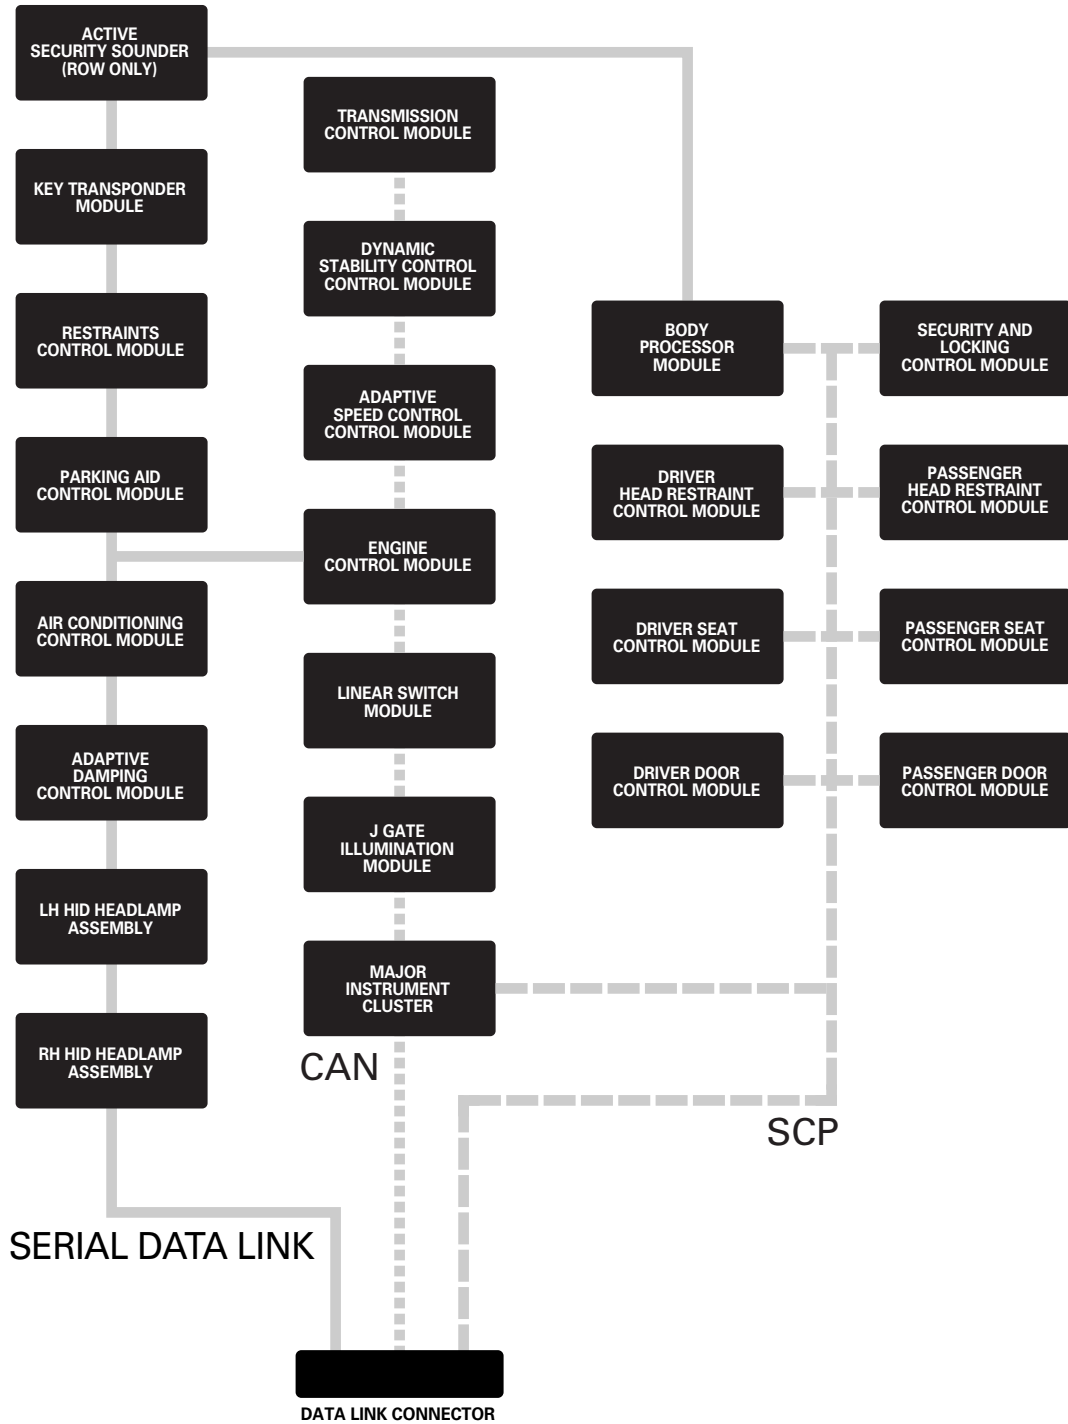 ACTIVE
SECURITY SOUNDER
(ROW ONLY)
KEY TRANSPONDER
MODULE
RESTRAINTS
CONTROL MODULE
PARKING AID
CONTROL MODULE
AIR CONDITIONING
CONTROL MODULE
ADAPTIVE
DAMPING
CONTROL MODULE
LH HID HEADLAMP
ASSEMBLY
RH HID HEADLAMP
ASSEMBLY
SERIAL DATA LINK
TRANSMISSION
CONTROL MODULE
DYNAMIC
STABILITY CONTROL
CONTROL MODULE
ADAPTIVE
SPEED CONTROL
CONTROL MODULE
ENGINE
CONTROL MODULE
LINEAR SWITCH
MODULE
J GATE
ILLUMINATION
MODULE
MAJOR
INSTRUMENT
CLUSTER
CAN
BODY
PROCESSOR
MODULE
DRIVER
HEAD RESTRAINT
CONTROL MODULE
DRIVER SEAT
CONTROL MODULE
DRIVER DOOR
CONTROL MODULE
SECURITY AND
LOCKING
CONTROL MODULE
PASSENGER
HEAD RESTRAINT
CONTROL MODULE
PASSENGER SEAT
CONTROL MODULE
PASSENGER DOOR
CONTROL MODULE
SCP
DATA LINK CONNECTOR